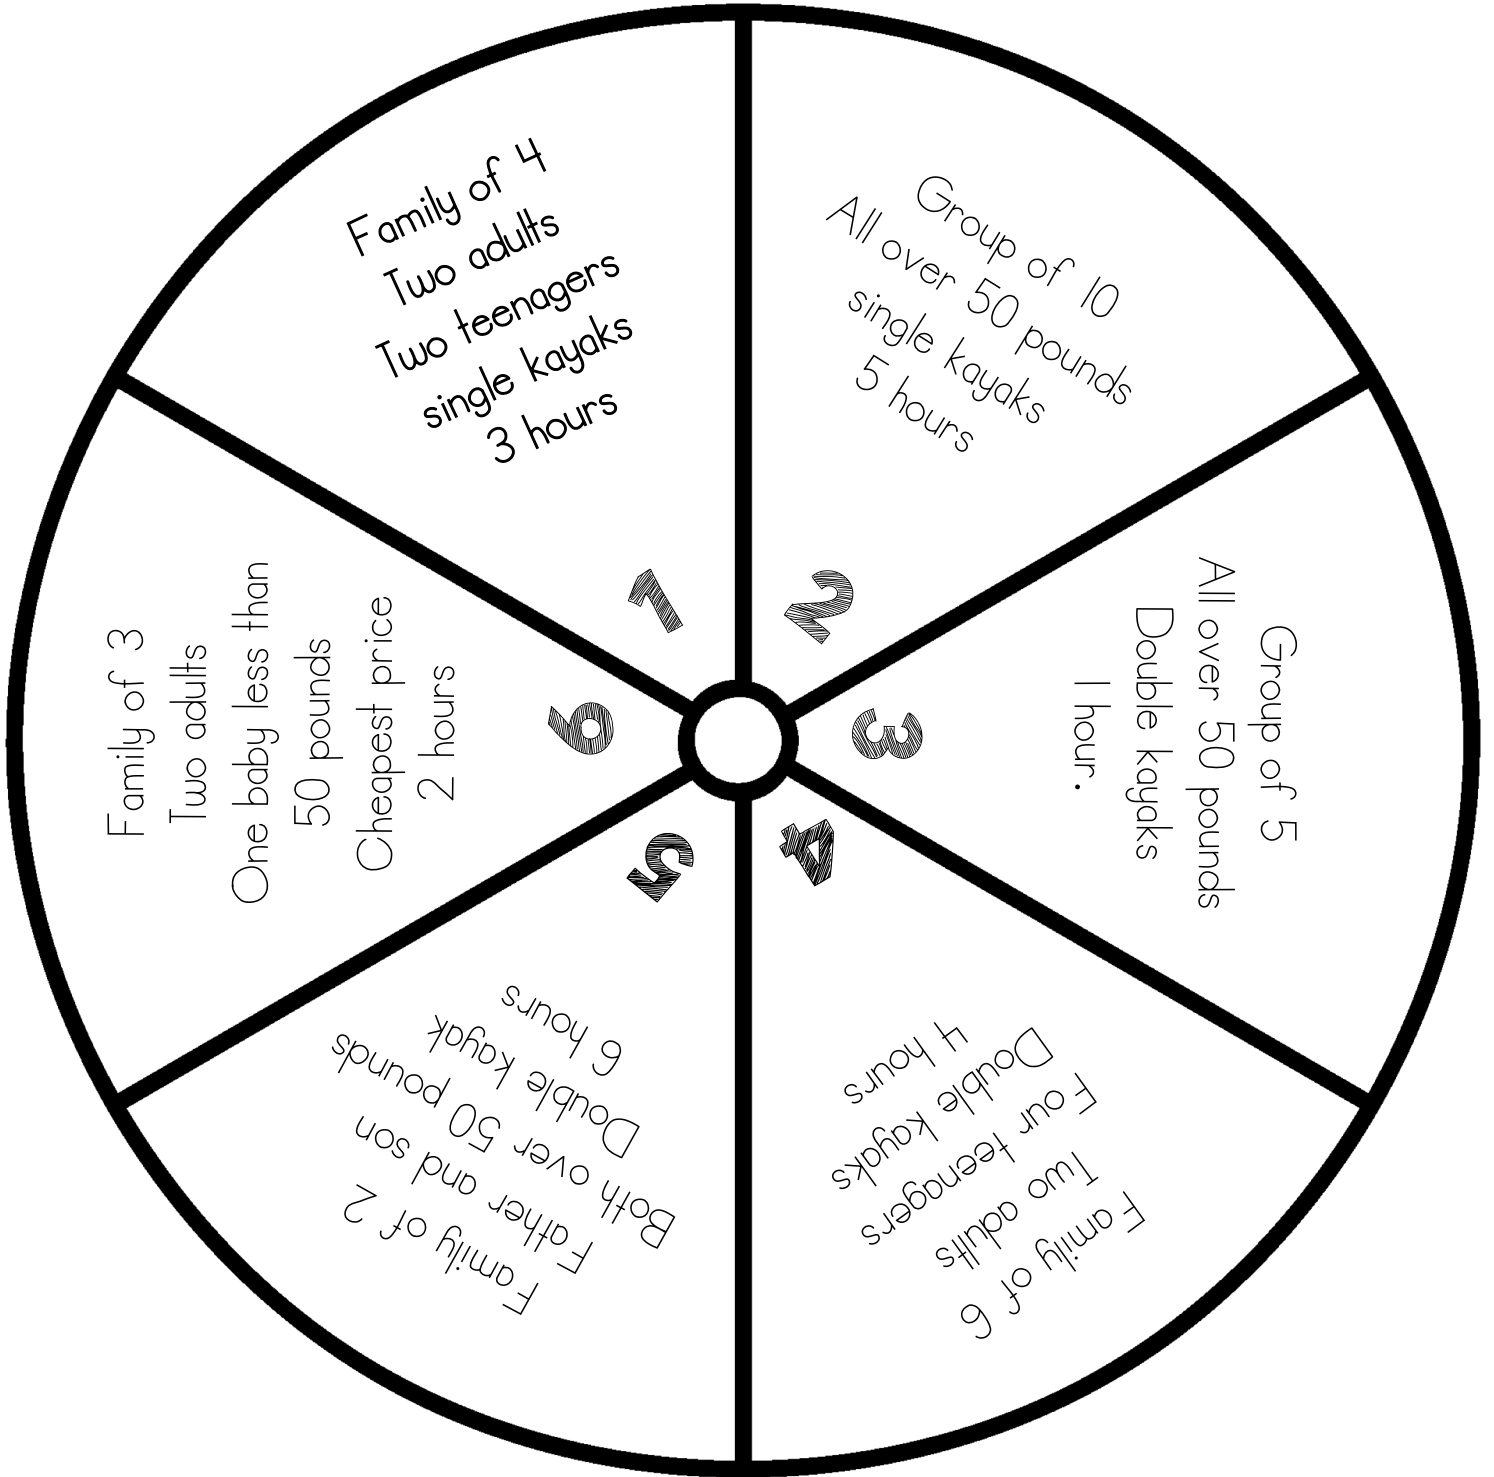 Family of 4
Two adults
Two teenagers
single kayaks
3 hours
1
Group of 10
All over 50 pounds
single kayaks
5 hours
2
Group of 5
All over 50 pounds
Double kayaks
1 hour.
3
Family of 6
Two adults
Four teenagers
Double kayaks
4 hours
4
Family of 2
Father and son
Both over 50 pounds
Double kayak
6 hours
5
Family of 3
Two adults
One baby less than
50 pounds
Cheapest price
2 hours
6